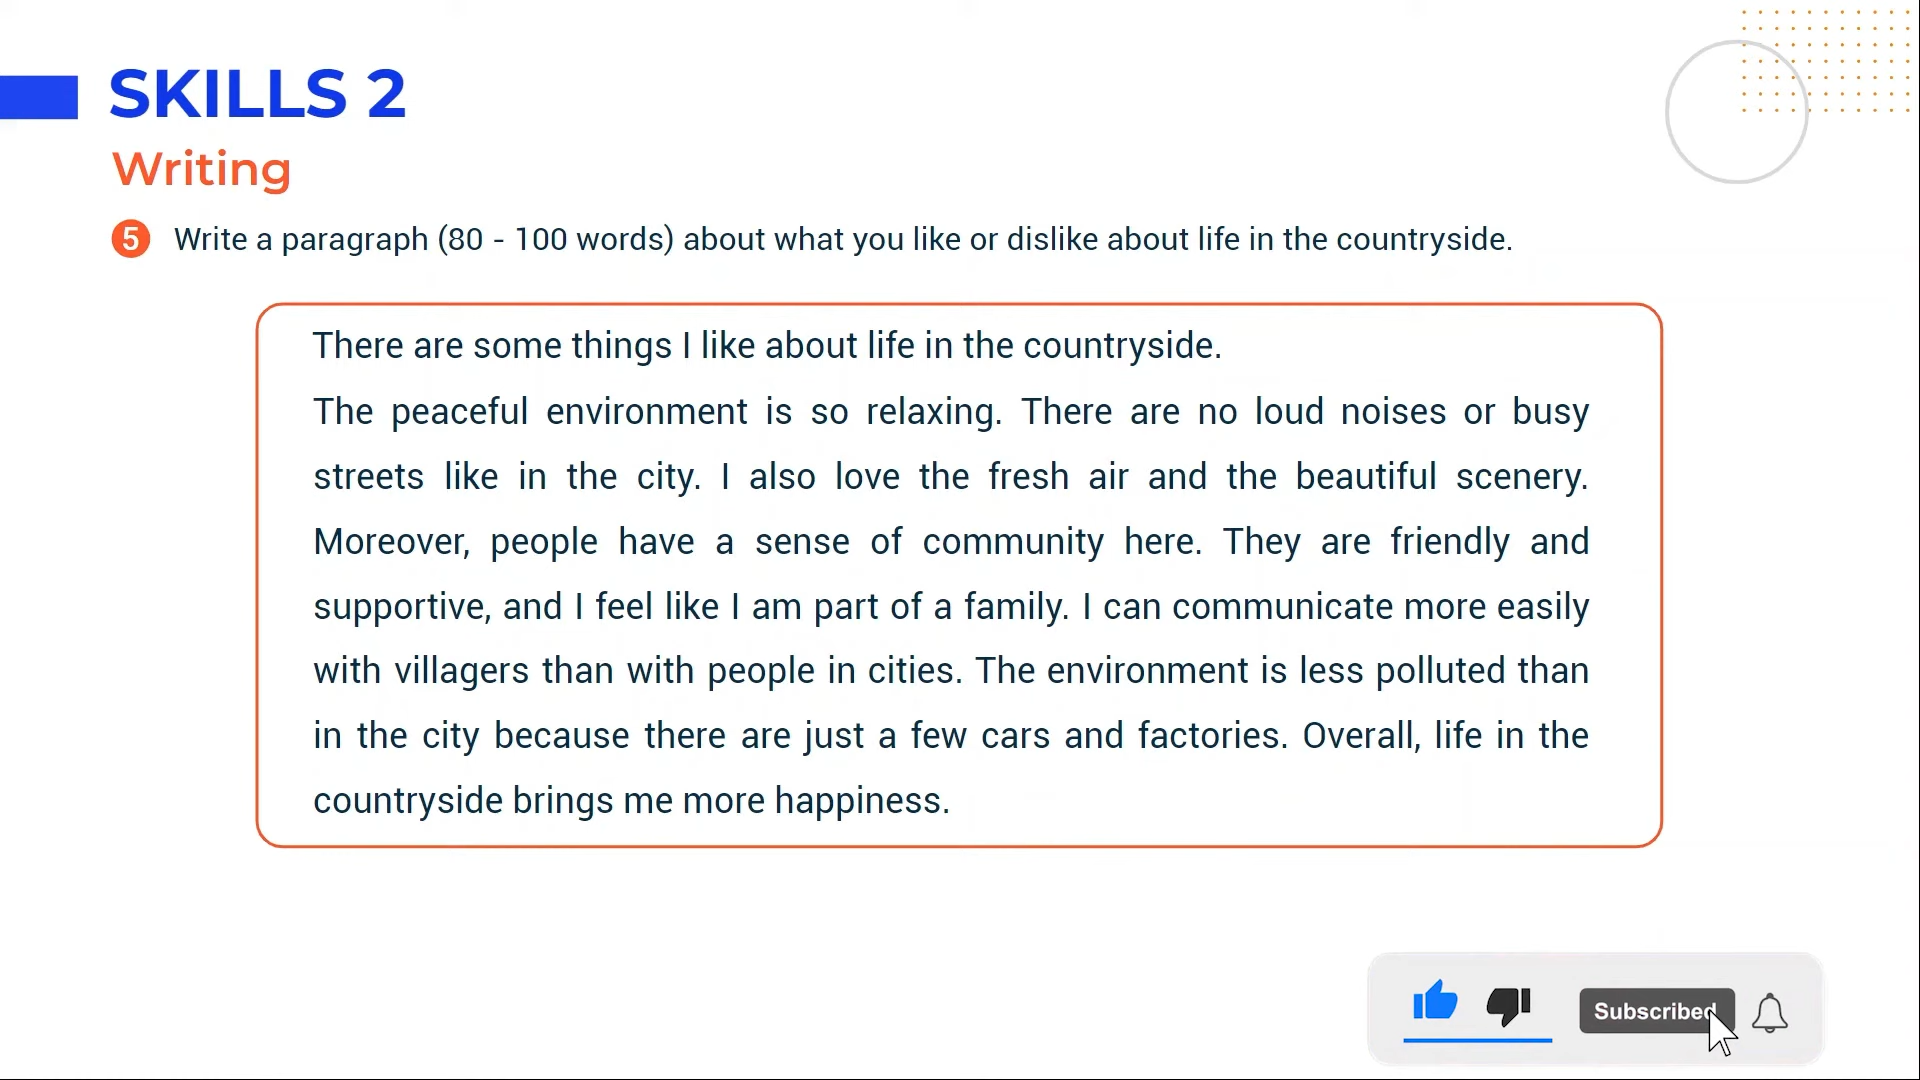 SKILLS 2
Writing
5 Write a paragraph (80 - 100 words) about what you like or dislike about life in the countryside.
There are some things I like about life in the countryside.
The peaceful environment is so relaxing. There are no loud noises or busy
streets like in the city. I also love the fresh air and the beautiful scenery.
Moreover, people have a sense of community here. They are friendly and
supportive, and I feel like I am part of a family. I can communicate more easily
with villagers than with people in cities. The environment is less polluted than
in the city because there are just a few cars and factories. Overall, life in the
countryside brings me more happiness.
Subscribed